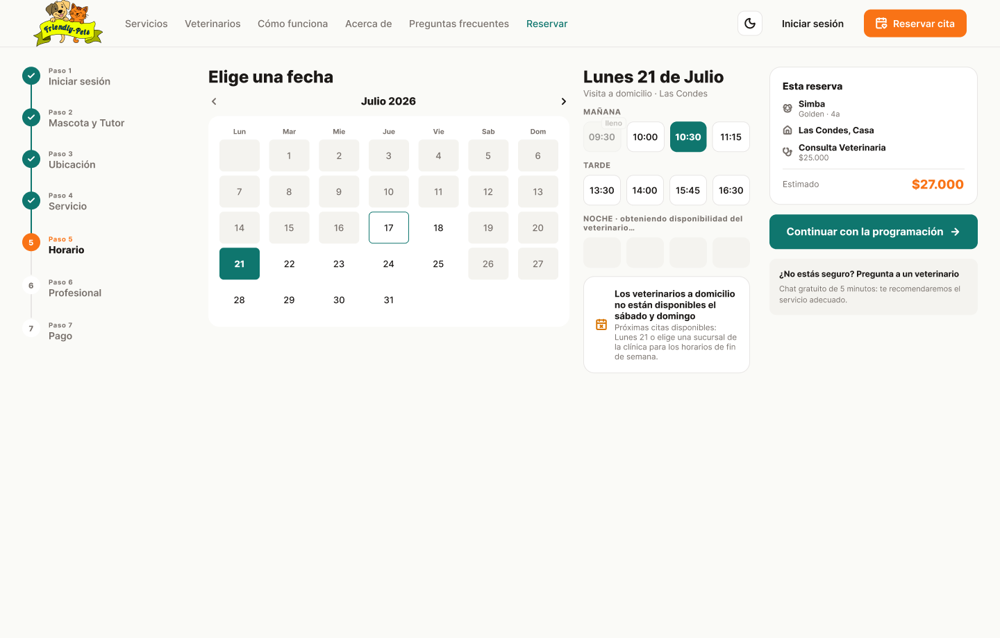 Friendly-Pets
Servicios
Veterinarios
Cómo funciona
Acerca de
Preguntas frecuentes
Reservar
Iniciar sesión
Reservar cita
Paso 1
Iniciar sesión
Paso 2
Mascota y Tutor
Paso 3
Ubicación
Paso 4
Servicio
5
Paso 5
Horario
6
Paso 6
Profesional
7
Paso 7
Pago
Elige una fecha
Julio 2026
Lun Mar Mie Jue Vie Sab Dom
1 2 3 4 5 6
7 8 9 10 11 12 13
14 15 16 17 18 19 20
21 22 23 24 25 26 27
28 29 30 31
Lunes 21 de Julio
Visita a domicilio · Las Condes
MAÑANA
lleno
09:30 10:00 10:30 11:15
TARDE
13:30 14:00 15:45 16:30
NOCHE · obteniendo disponibilidad del
veterinario…
Los veterinarios a domicilio
no están disponibles el
sábado y domingo
Próximas citas disponibles:
Lunes 21 o elige una sucursal de
la clínica para los horarios de fin
de semana.
Esta reserva
Simba
Golden · 4a
Las Condes, Casa
Consulta Veterinaria
$25.000
Estimado $27.000
Continuar con la programación
¿No estás seguro? Pregunta a un veterinario
Chat gratuito de 5 minutos: te recomendaremos el
servicio adecuado.